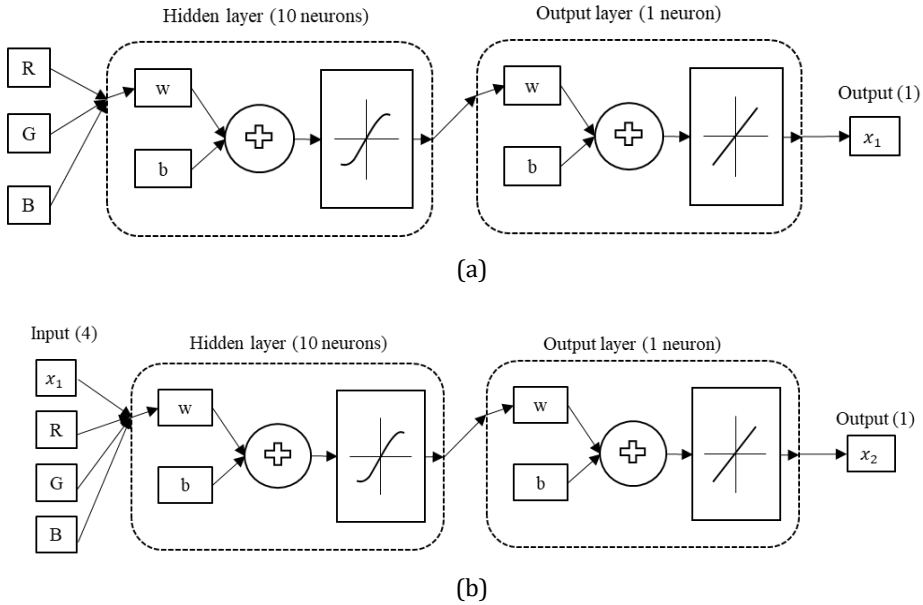 Hidden layer (10 neurons)
Output layer (1 neuron)
R
G
B
w
b
w
b
Output (1)
x₁
(a)
Input (4)
Hidden layer (10 neurons)
Output layer (1 neuron)
x₁
R
G
B
w
b
w
b
Output (1)
x₂
(b)